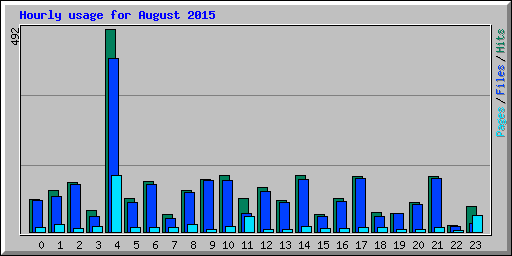 Hourly usage for August 2015
492
Pages/Files/Hits
0 1 2 3 4 5 6 7 8 9 10 11 12 13 14 15 16 17 18 19 20 21 22 23